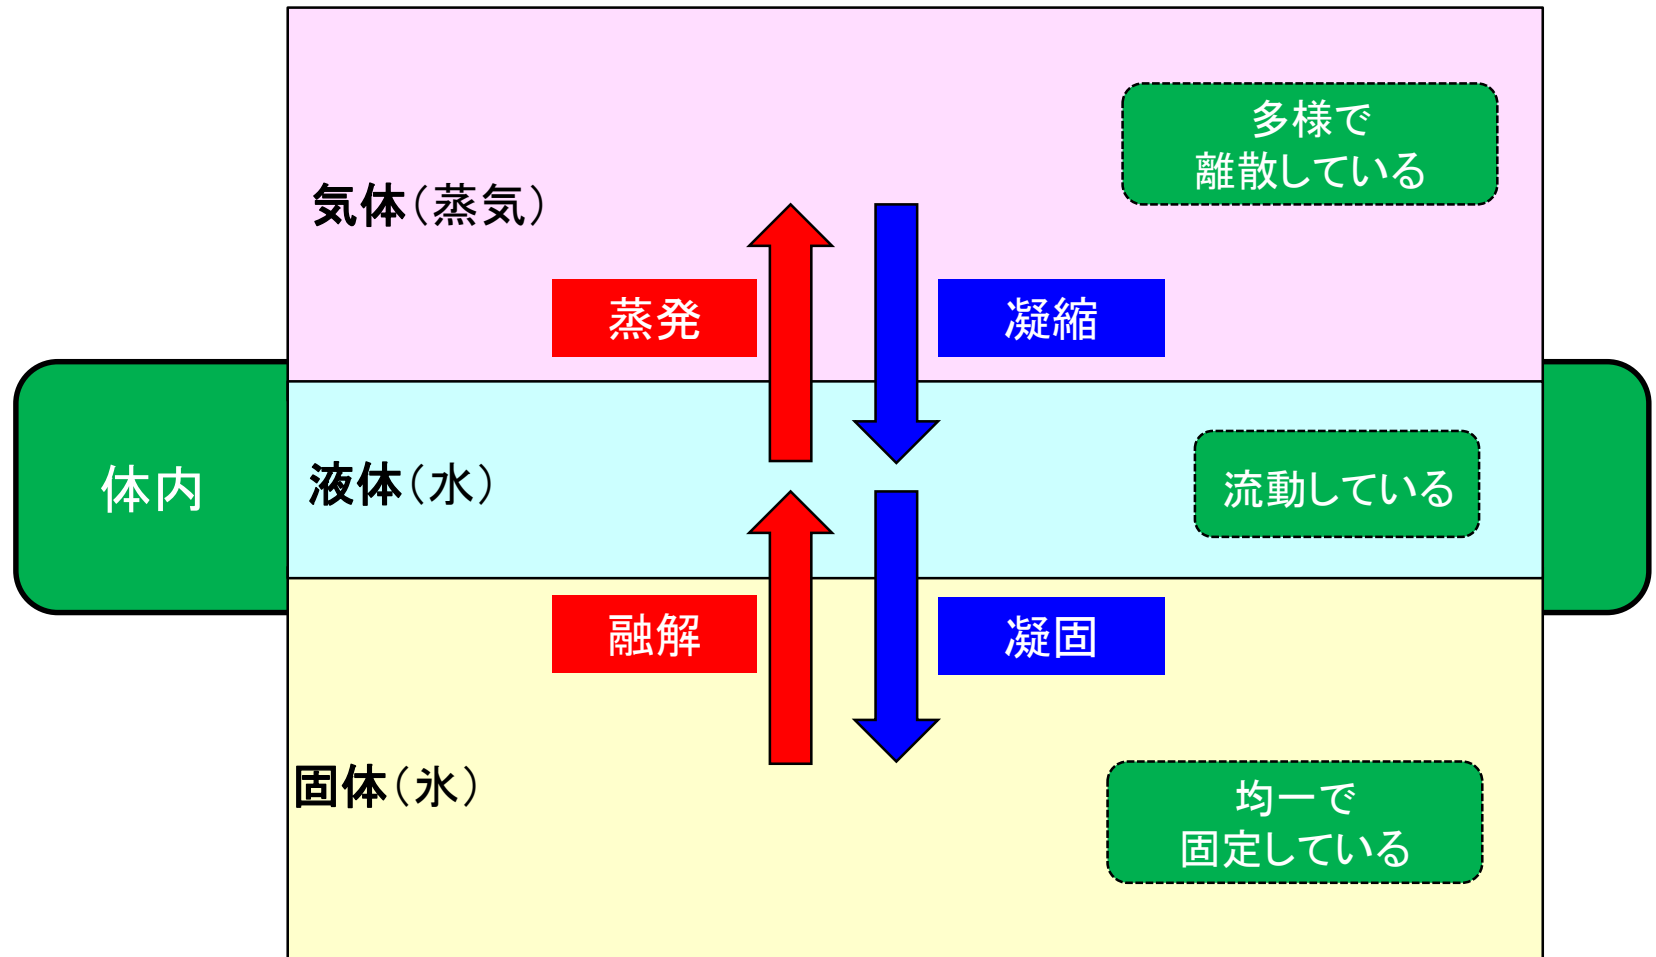 多様で
離散している
気体(蒸気)
蒸発
凝縮
体内
液体(水)
流動している
融解
凝固
固体(氷)
均一で
固定している